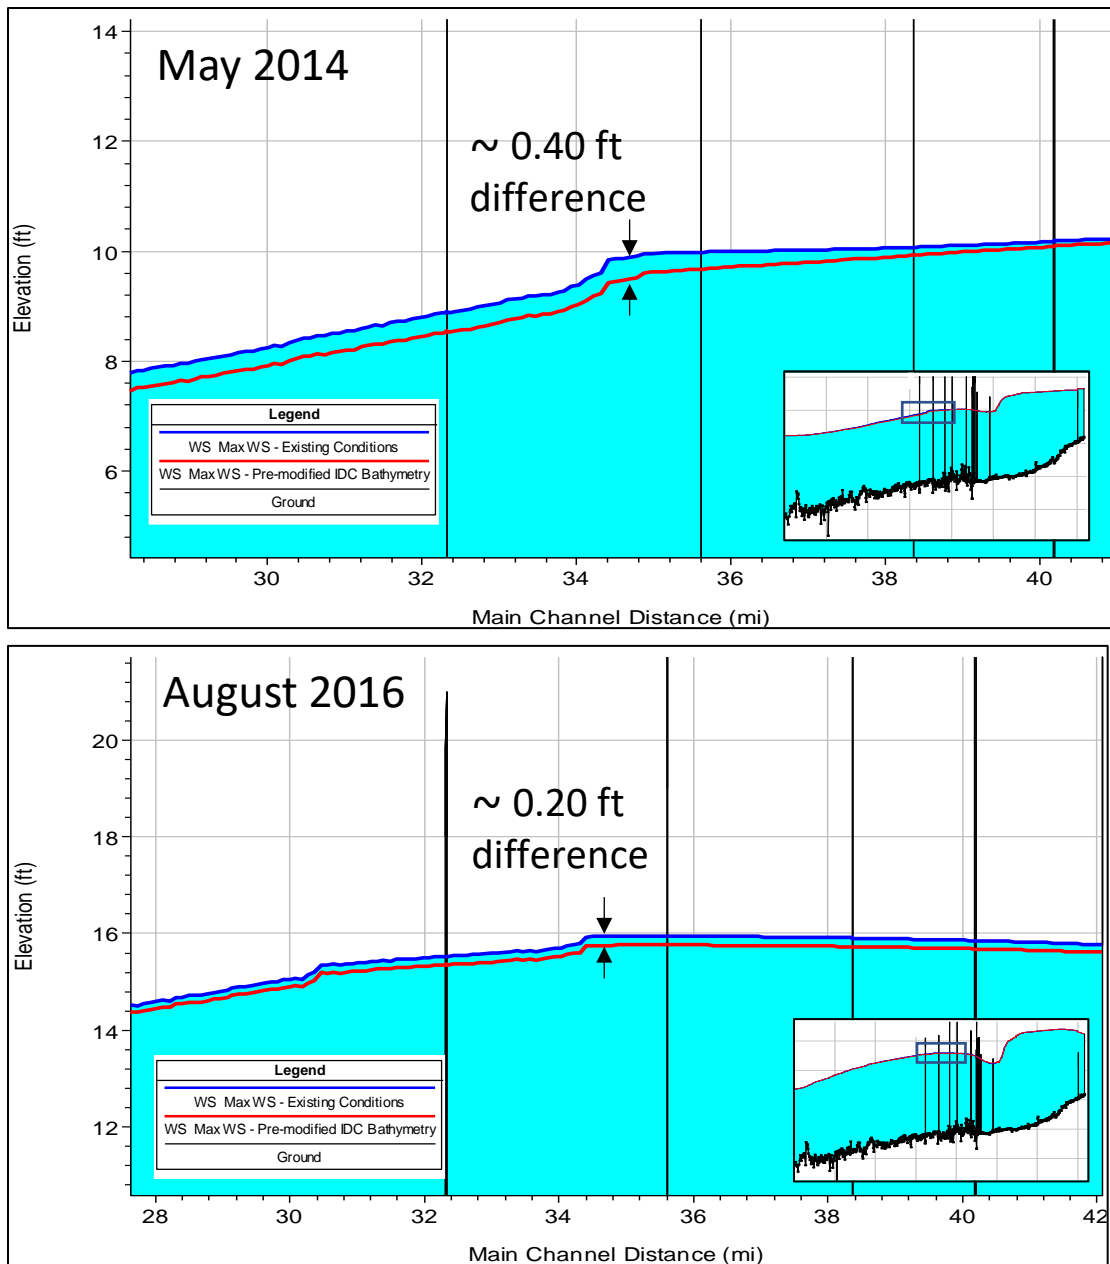 May 2014
~ 0.40 ft
difference
14
12
10
8
6
Elevation (ft)
Legend
WS Max WS - Existing Conditions
WS Max WS - Pre-modified IDC Bathymetry
Ground
30
32
34
36
38
40
Main Channel Distance (mi)
August 2016
~ 0.20 ft
difference
20
18
16
14
12
Elevation (ft)
Legend
WS Max WS - Existing Conditions
WS Max WS - Pre-modified IDC Bathymetry
Ground
28
30
32
34
36
38
40
42
Main Channel Distance (mi)